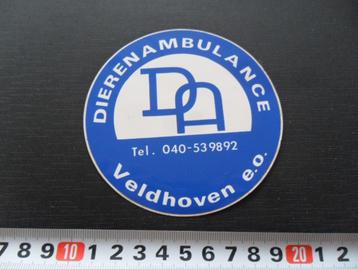 DIERENAMBULANCE
DA
Tel. 040-539892
Veldhoven e.o.
7 8 9 10 1 2 3 4 5 6 7 8 9 20 1 2